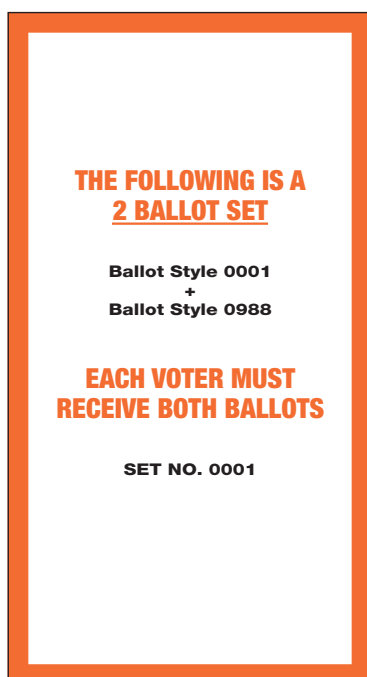 THE FOLLOWING IS A
2 BALLOT SET
Ballot Style 0001
+
Ballot Style 0988
EACH VOTER MUST
RECEIVE BOTH BALLOTS
SET NO. 0001